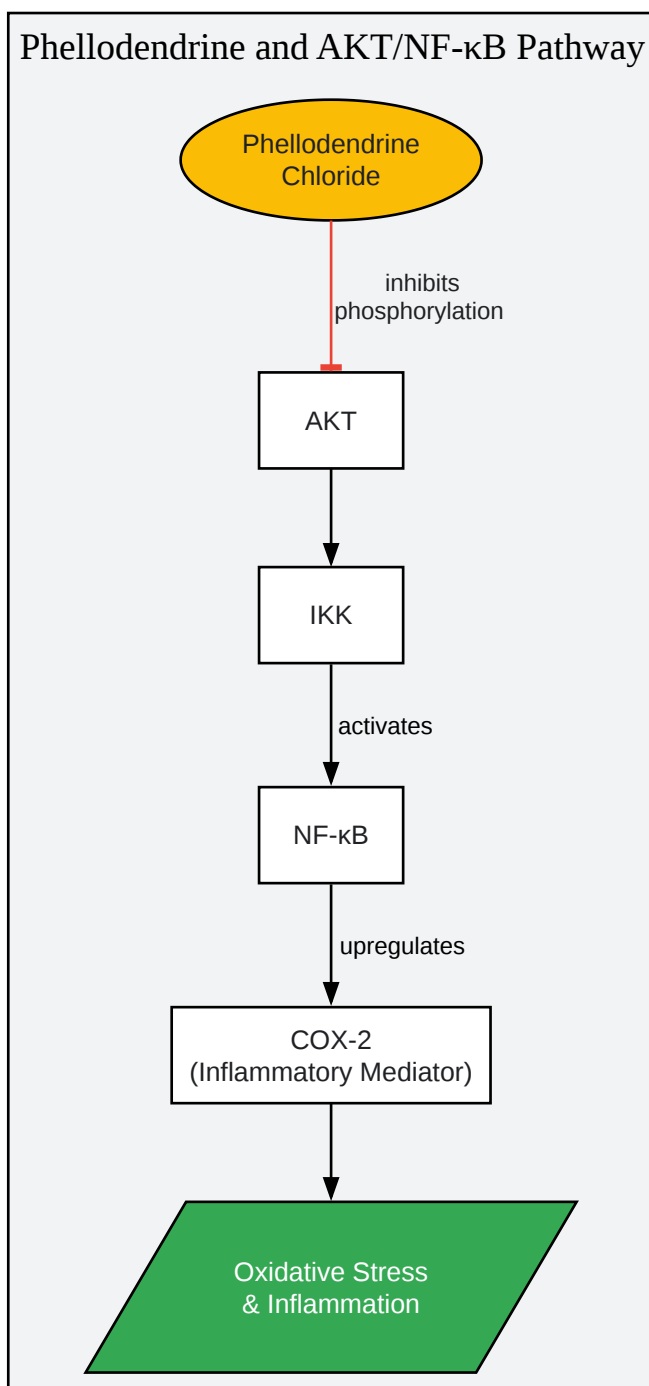 Phellodendrine and AKT/NF-κB Pathway
Phellodendrine
Chloride
inhibits
phosphorylation
AKT
IKK
activates
NF-κB
upregulates
COX-2
(Inflammatory Mediator)
Oxidative Stress
& Inflammation